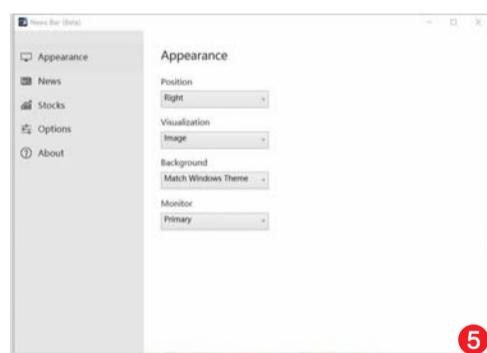 News Bar (Beta)
Appearance
News
Stocks
Options
About
Appearance
Position
Right
Visualization
Image
Background
Match Windows Theme
Monitor
Primary
5